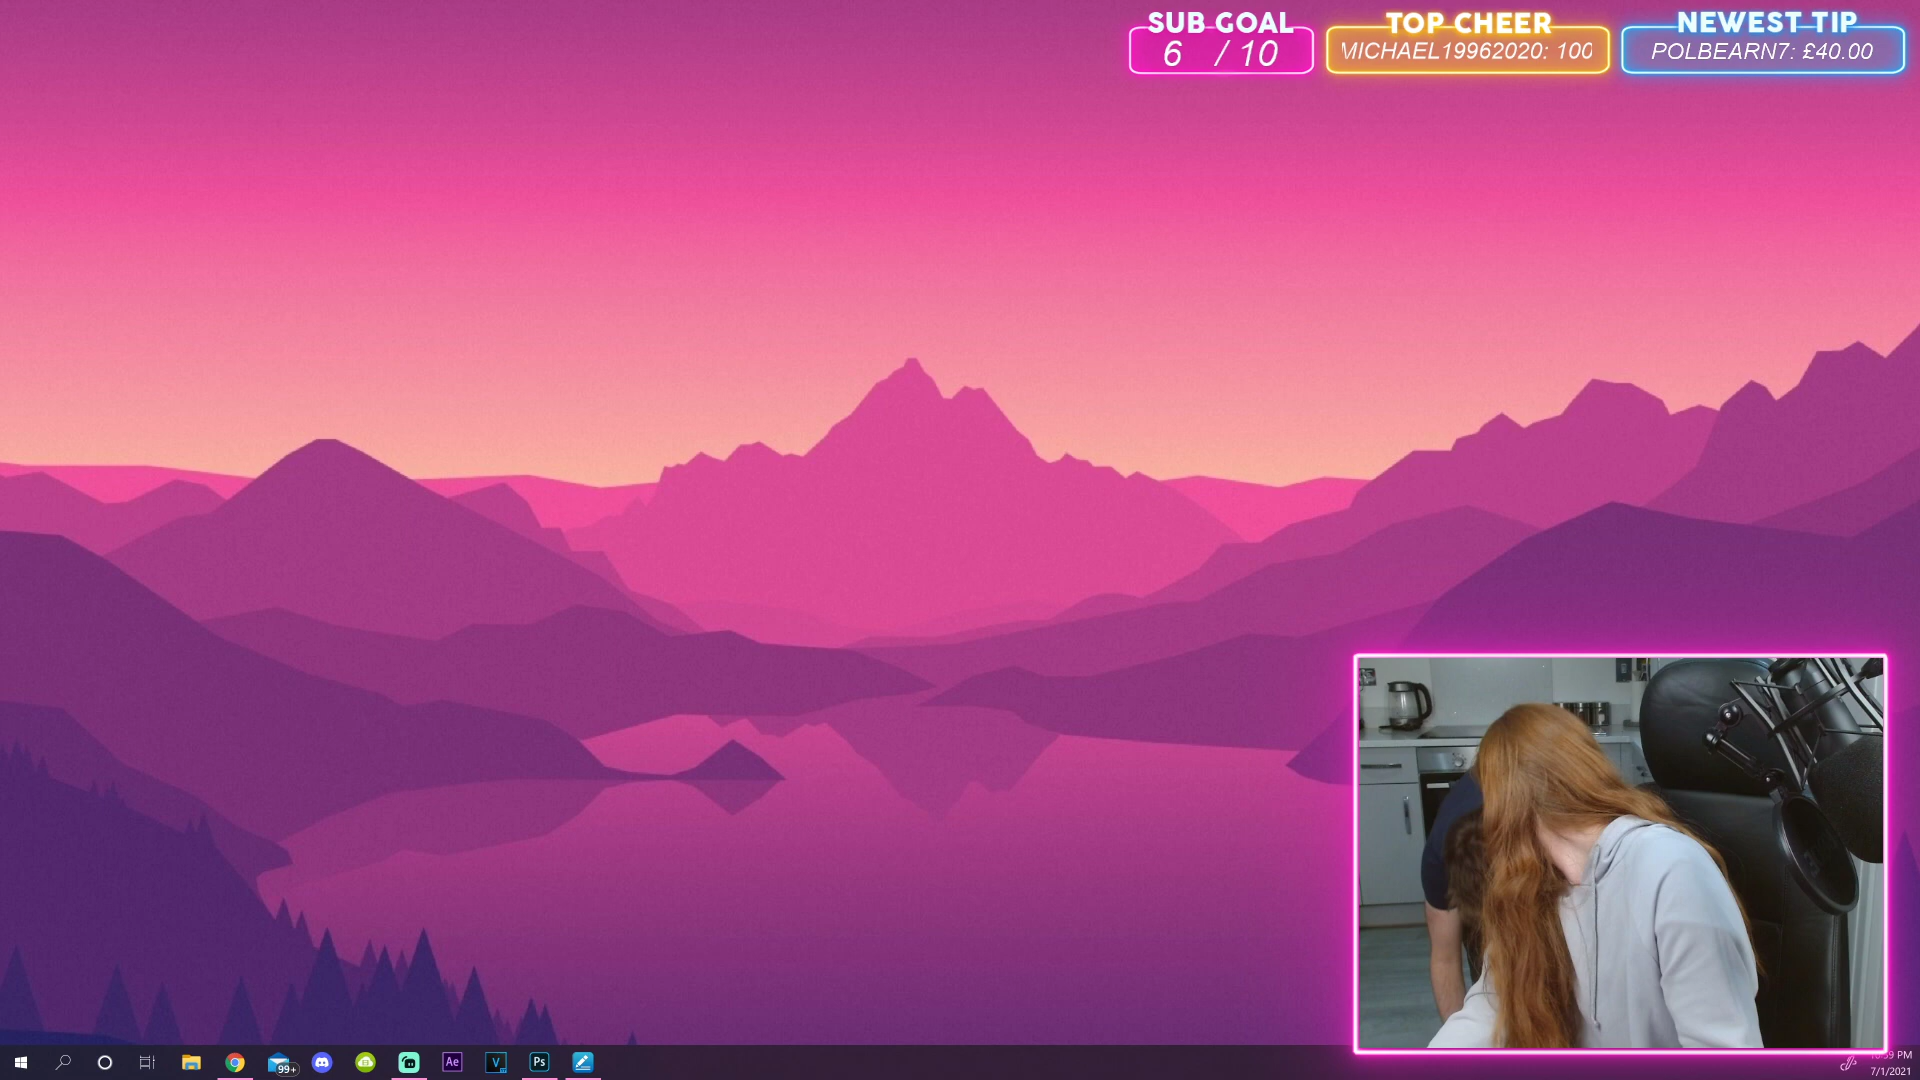 SUB GOAL
6 / 10
TOP CHEER
MICHAEL19962020: 100
NEWEST TIP
POLBEARN7: £40.00
99+
Ae
V
Ps
PM
7/1/2021